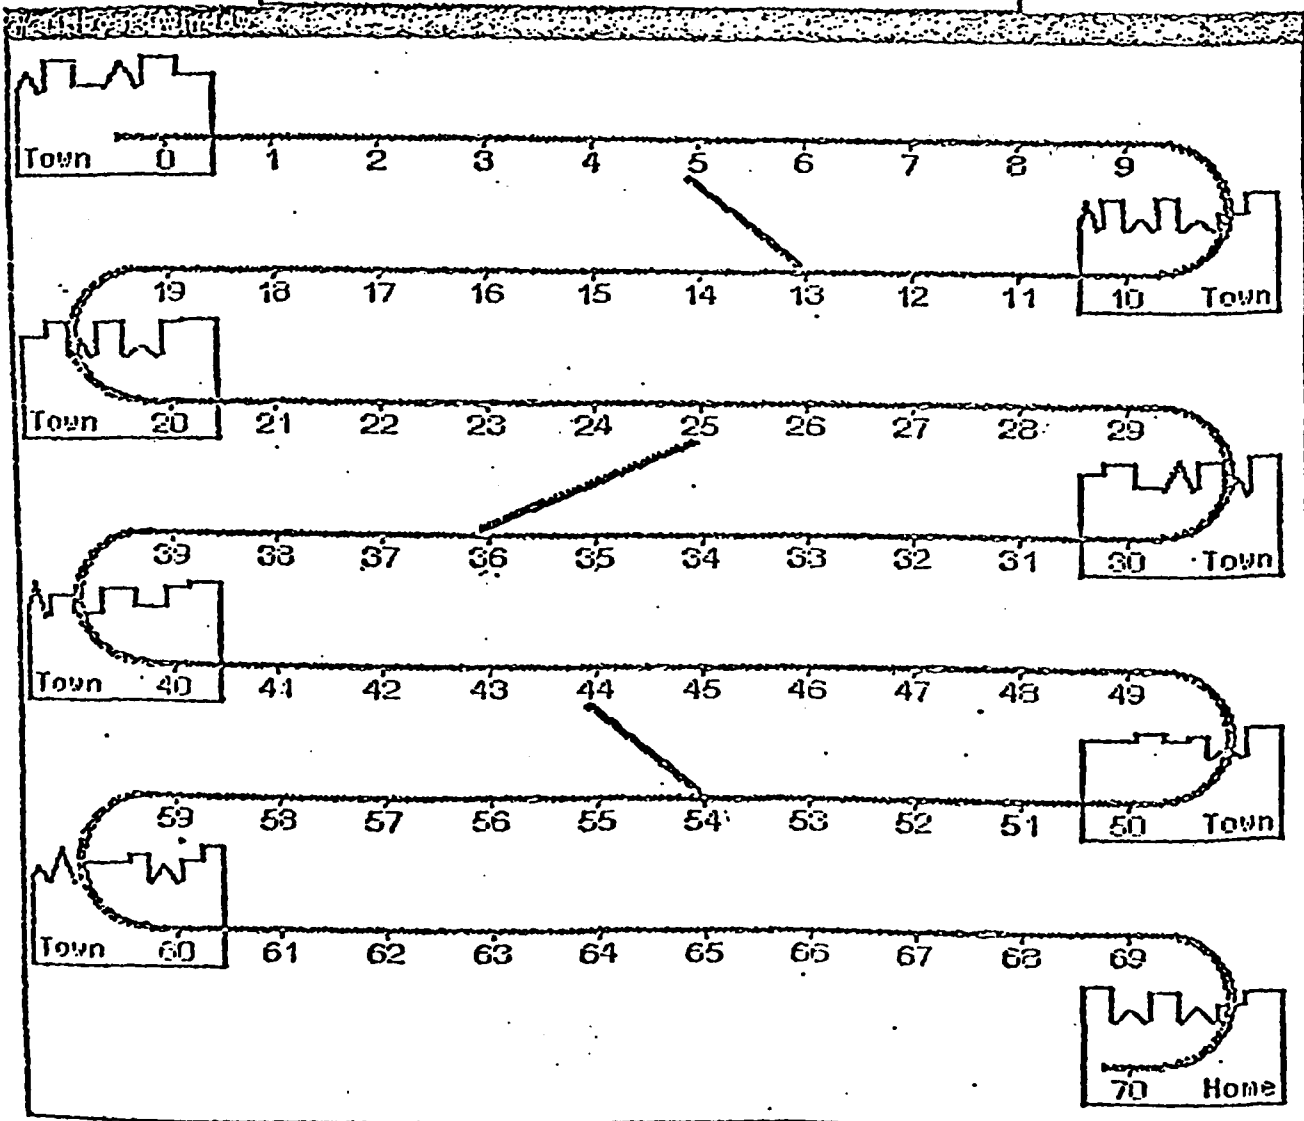 Town 0 1 2 3 4 5 6 7 8 9
19 18 17 16 15 14 13 12 11 10 Town
Town 20 21 22 23 24 25 26 27 28 29
39 38 37 36 35 34 33 32 31 30 Town
Town 40 41 42 43 44 45 46 47 48 49
59 58 57 56 55 54 53 52 51 50 Town
Town 60 61 62 63 64 65 66 67 68 69
70 Home